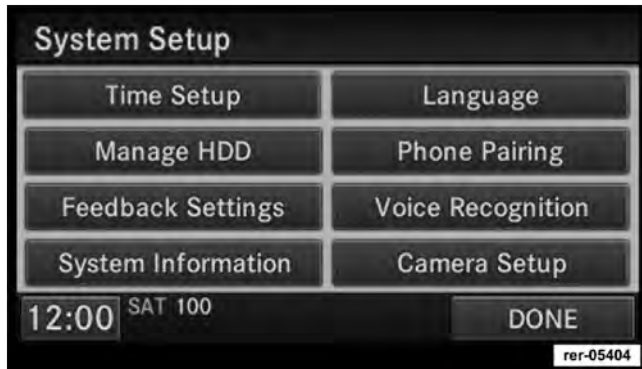 System Setup
Time Setup
Language
Manage HDD
Phone Pairing
Feedback Settings
Voice Recognition
System Information
Camera Setup
12:00
SAT 100
DONE
rer-05404